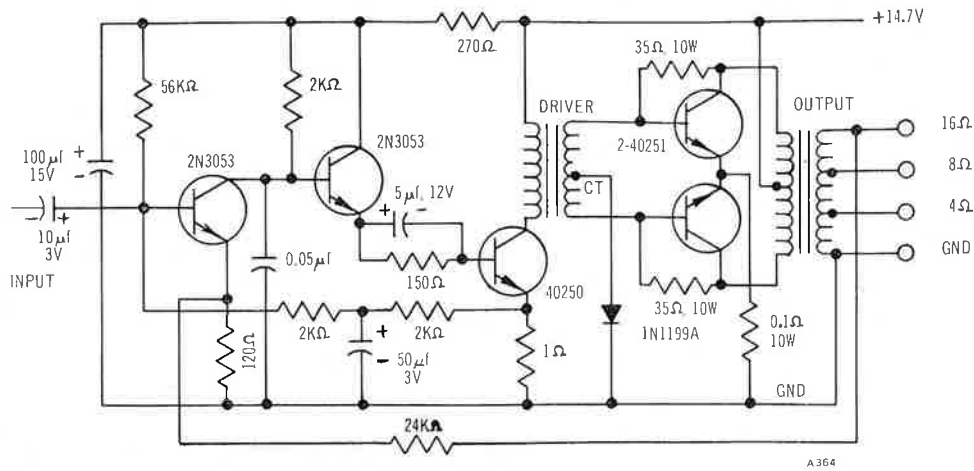 +14.7V
270Ω
35Ω, 10W
56KΩ
2KΩ
DRIVER
OUTPUT
16Ω
100µf
15V
+
-
2N3053
2N3053
2-40251
8Ω
5µf, 12V
+ -
CT
4Ω
- +
10µf
3V
GND
INPUT
0.05µf
150Ω
40250
35Ω, 10W
1N1199A
0.1Ω
10W
120Ω
2KΩ
2KΩ
+
-
50µf
3V
1Ω
GND
24KΩ
A364